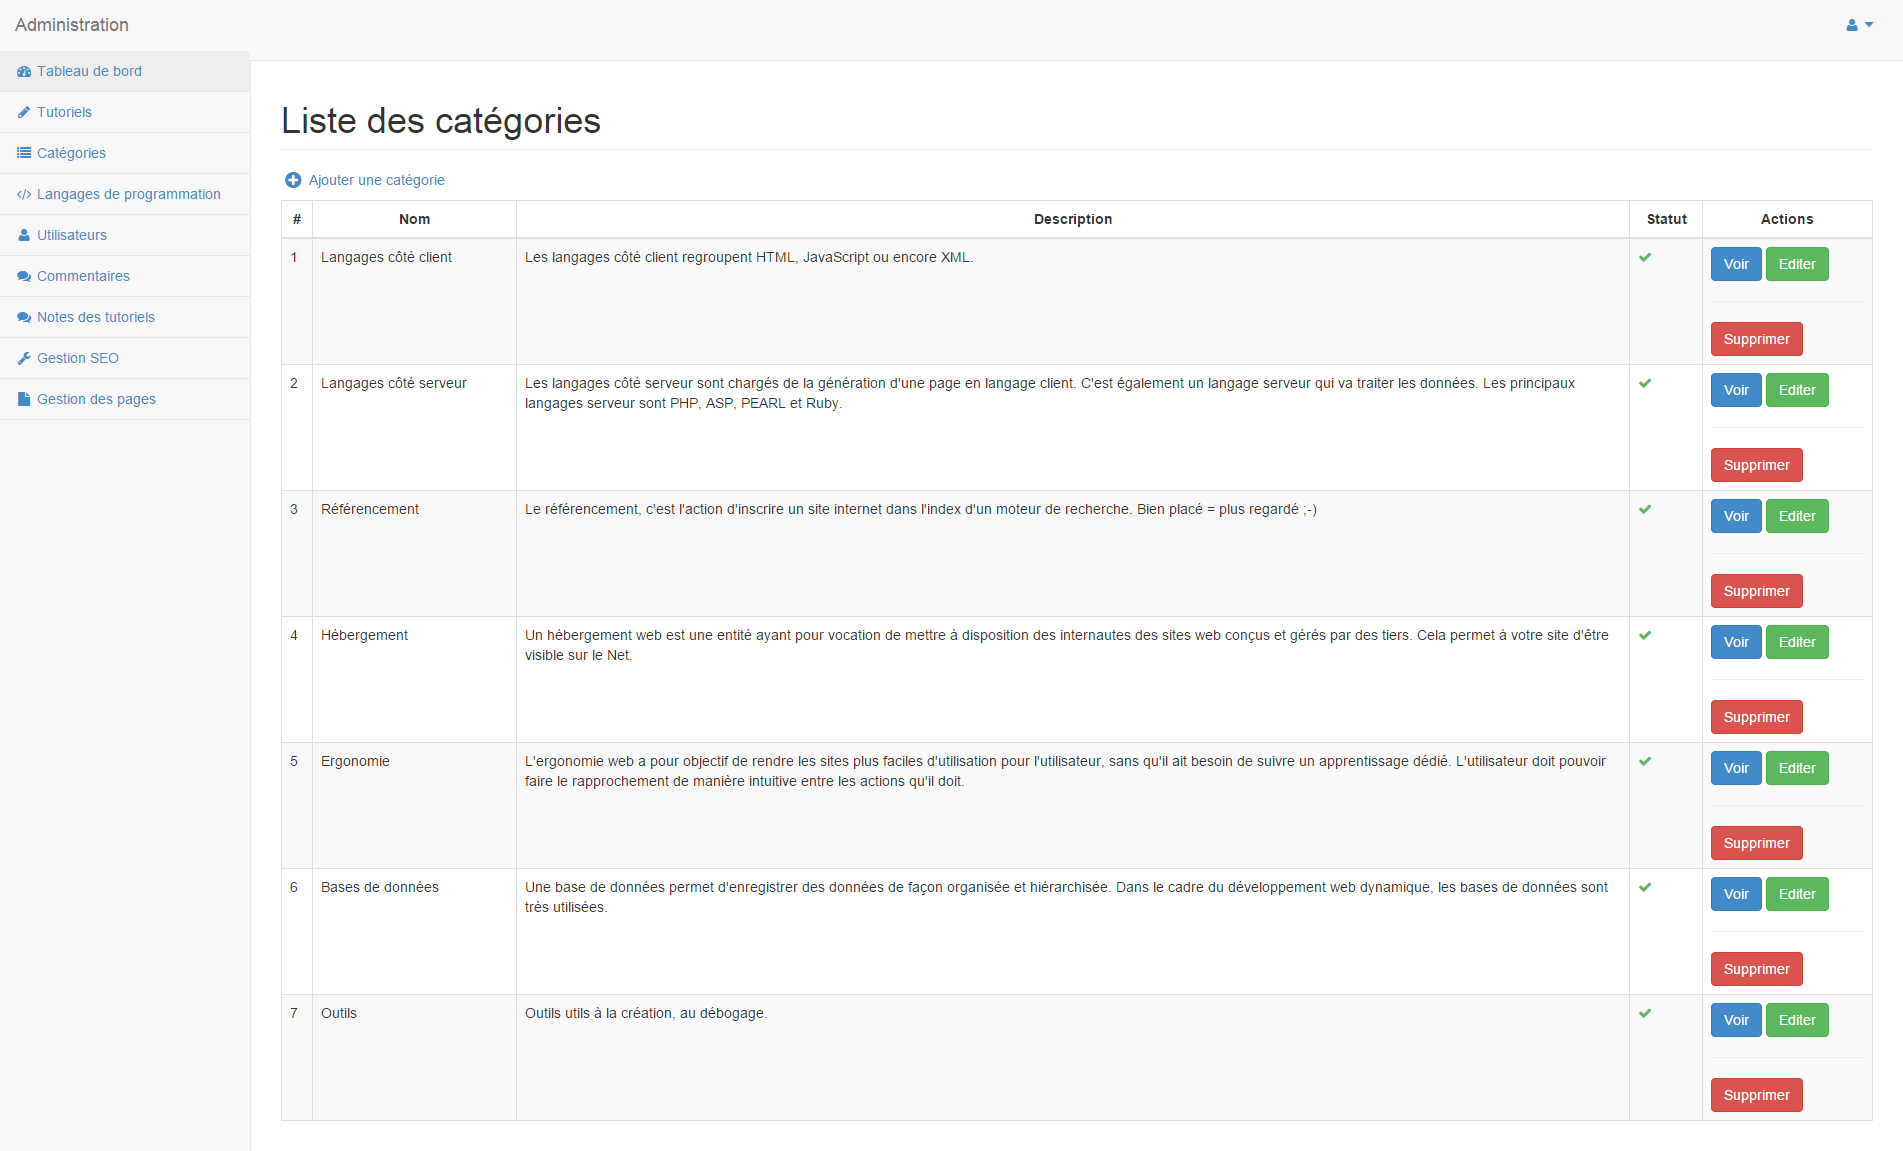 Administration
Tableau de bord
Tutoriels
Catégories
Langages de programmation
Utilisateurs
Commentaires
Notes des tutoriels
Gestion SEO
Gestion des pages
Liste des catégories
Ajouter une catégorie
# Nom Description Statut Actions
1 Langages côté client Les langages côté client regroupent HTML, JavaScript ou encore XML. Voir Editer
Supprimer
2 Langages côté serveur Les langages côté serveur sont chargés de la génération d'une page en langage client. C'est également un langage serveur qui va traiter les données. Les principaux Voir Editer
langages serveur sont PHP, ASP, PEARL et Ruby.
Supprimer
3 Référencement Le référencement, c'est l'action d'inscrire un site internet dans l'index d'un moteur de recherche. Bien placé = plus regardé ;-) Voir Editer
Supprimer
4 Hébergement Un hébergement web est une entité ayant pour vocation de mettre à disposition des internautes des sites web conçus et gérés par des tiers. Cela permet à votre site d'être Voir Editer
visible sur le Net.
Supprimer
5 Ergonomie L'ergonomie web a pour objectif de rendre les sites plus faciles d'utilisation pour l'utilisateur, sans qu'il ait besoin de suivre un apprentissage dédié. L'utilisateur doit pouvoir Voir Editer
faire le rapprochement de manière intuitive entre les actions qu'il doit.
Supprimer
6 Bases de données Une base de données permet d'enregistrer des données de façon organisée et hiérarchisée. Dans le cadre du développement web dynamique, les bases de données sont Voir Editer
très utilisées.
Supprimer
7 Outils Outils utils à la création, au débogage. Voir Editer
Supprimer